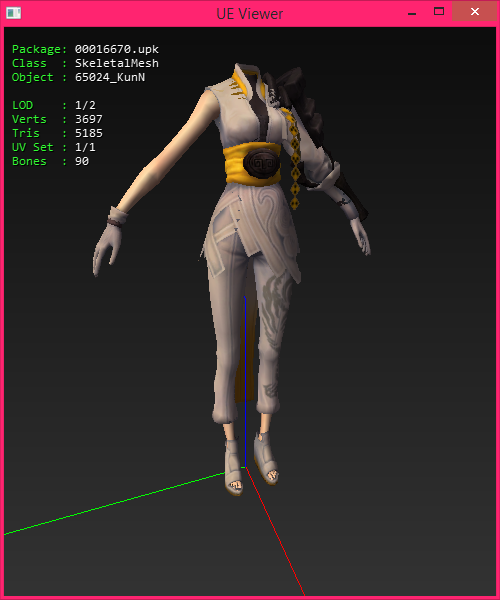 UE Viewer
Package: 00016670.upk
Class : SkeletalMesh
Object : 65024_KunN
LOD : 1/2
Verts : 3697
Tris : 5185
UV Set : 1/1
Bones : 90